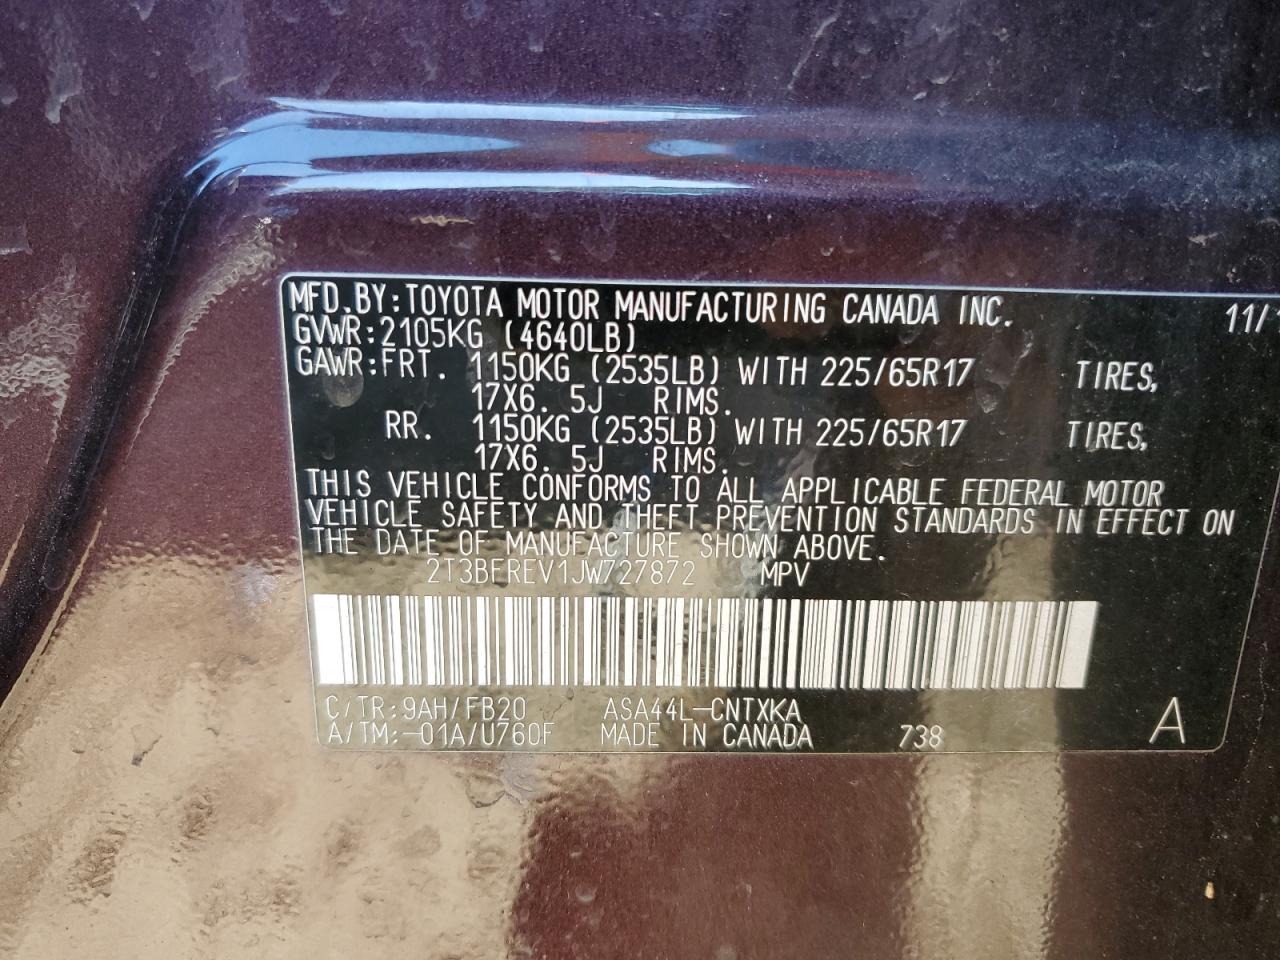 MFD.BY:TOYOTA MOTOR MANUFACTURING CANADA INC. 11/
GVWR:2105KG (4640LB)
GAWR:FRT. 1150KG (2535LB) WITH 225/65R17 TIRES,
17X6. 5J RIMS.
RR. 1150KG (2535LB) WITH 225/65R17 TIRES,
17X6. 5J RIMS.
THIS VEHICLE CONFORMS TO ALL APPLICABLE FEDERAL MOTOR
VEHICLE SAFETY AND THEFT PREVENTION STANDARDS IN EFFECT ON
THE DATE OF MANUFACTURE SHOWN ABOVE.
2T3BFREV1JW727872 MPV
C/TR:9AH/FB20 ASA44L-CNTXKA
A/TM:-01A/U760F MADE IN CANADA 738 A